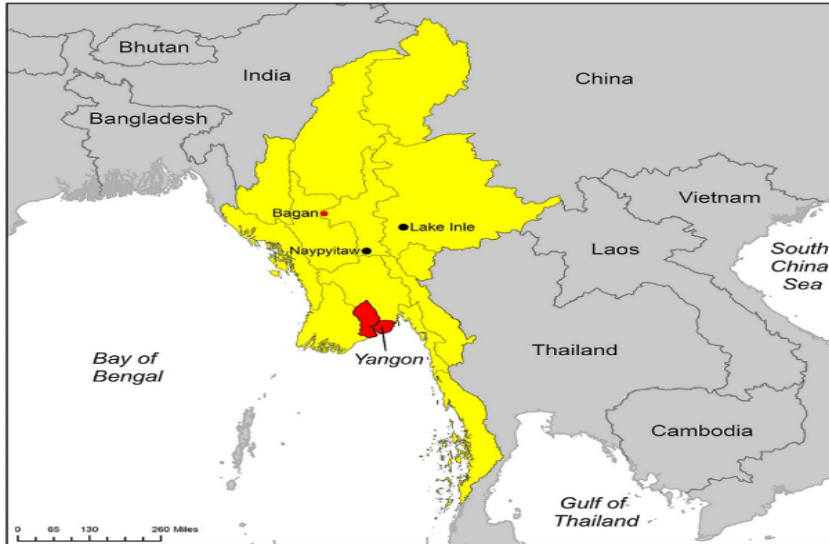 Bhutan
India
China
Bangladesh
Vietnam
Bagan
Lake Inle
Naypyitaw
Laos
South
China
Sea
Bay of
Bengal
Yangon
Thailand
Cambodia
Gulf of
Thailand
0 65 130 260 Miles